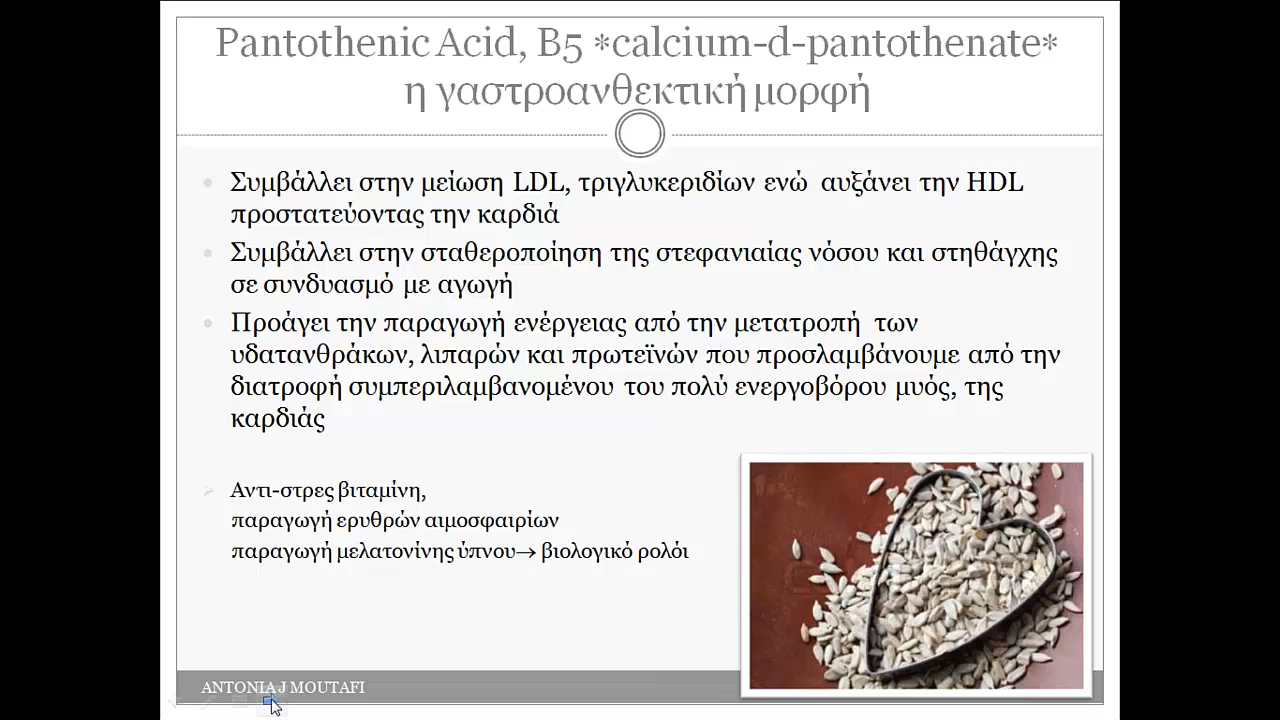 Pantothenic Acid, B5 *calcium-d-pantothenate*
η γαστροανθεκτική μορφή
Συμβάλλει στην μείωση LDL, τριγλυκεριδίων ενώ αυξάνει την HDL
προστατεύοντας την καρδιά
Συμβάλλει στην σταθεροποίηση της στεφανιαίας νόσου και στηθάγχης
σε συνδυασμό με αγωγή
Προάγει την παραγωγή ενέργειας από την μετατροπή των
υδατανθράκων, λιπαρών και πρωτεϊνών που προσλαμβάνουμε από την
διατροφή συμπεριλαμβανομένου του πολύ ενεργοβόρου μυός, της
καρδιάς
Αντι-στρες βιταμίνη,
παραγωγή ερυθρών αιμοσφαιρίων
παραγωγή μελατονίνης ύπνου→ βιολογικό ρολόι
ANTONIA J MOUTAFI